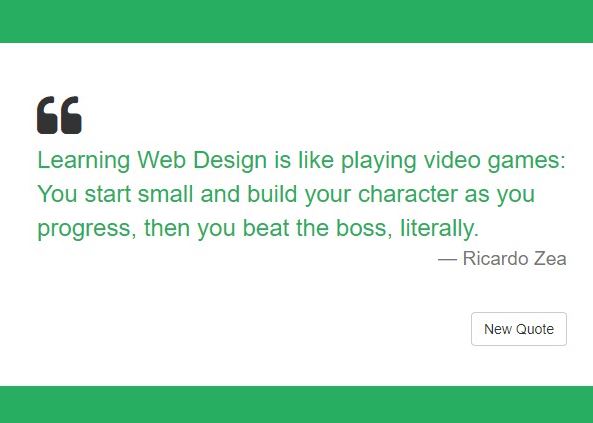 “
Learning Web Design is like playing video games:
You start small and build your character as you
progress, then you beat the boss, literally.
— Ricardo Zea
New Quote